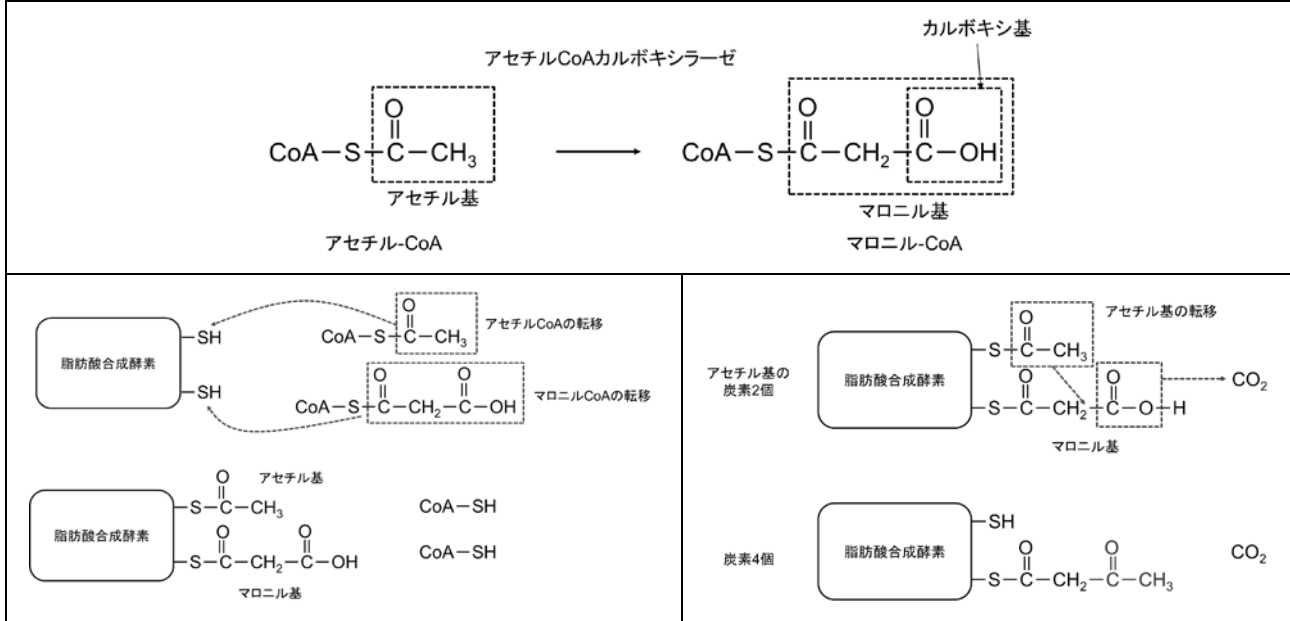 カルボキシ基
アセチルCoAカルボキシラーゼ
O
O
O
CoA－S－C－CH₃
CoA－S－C－CH₂－C－OH
アセチル基
マロニル基
アセチル-CoA
マロニル-CoA
O
SH
CoA－S－C－CH₃
アセチルCoAの転移
脂肪酸合成酵素
SH
O
O
CoA－S－C－CH₂－C－OH
マロニルCoAの転移
アセチル基
O
S－C－CH₃
CoA－SH
脂肪酸合成酵素
O
O
CoA－SH
S－C－CH₂－C－OH
マロニル基
アセチル基の転移
O
S－C－CH₃
アセチル基の
炭素2個
脂肪酸合成酵素
O
O
CO₂
S－C－CH₂－C－O－H
マロニル基
SH
炭素4個
脂肪酸合成酵素
O
O
CO₂
S－C－CH₂－C－CH₃